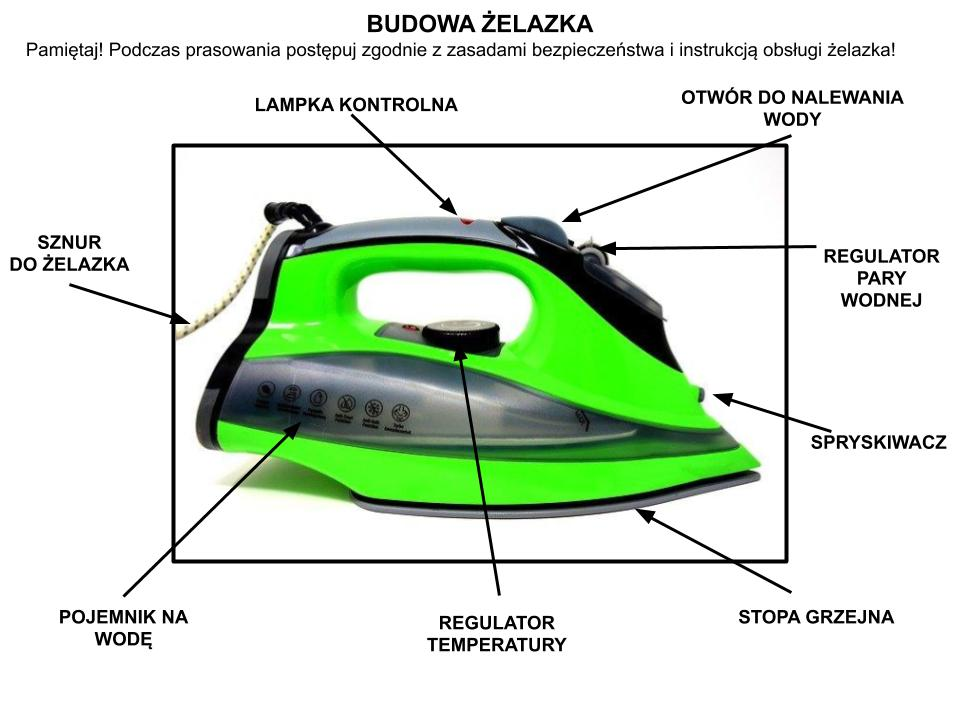 BUDOWA ŻELAZKA
Pamiętaj! Podczas prasowania postępuj zgodnie z zasadami bezpieczeństwa i instrukcją obsługi żelazka!
LAMPKA KONTROLNA
OTWÓR DO NALEWANIA
WODY
SZNUR
DO ŻELAZKA
REGULATOR
PARY
WODNEJ
SPRYSKIWACZ
POJEMNIK NA
WODĘ
REGULATOR
TEMPERATURY
STOPA GRZEJNA